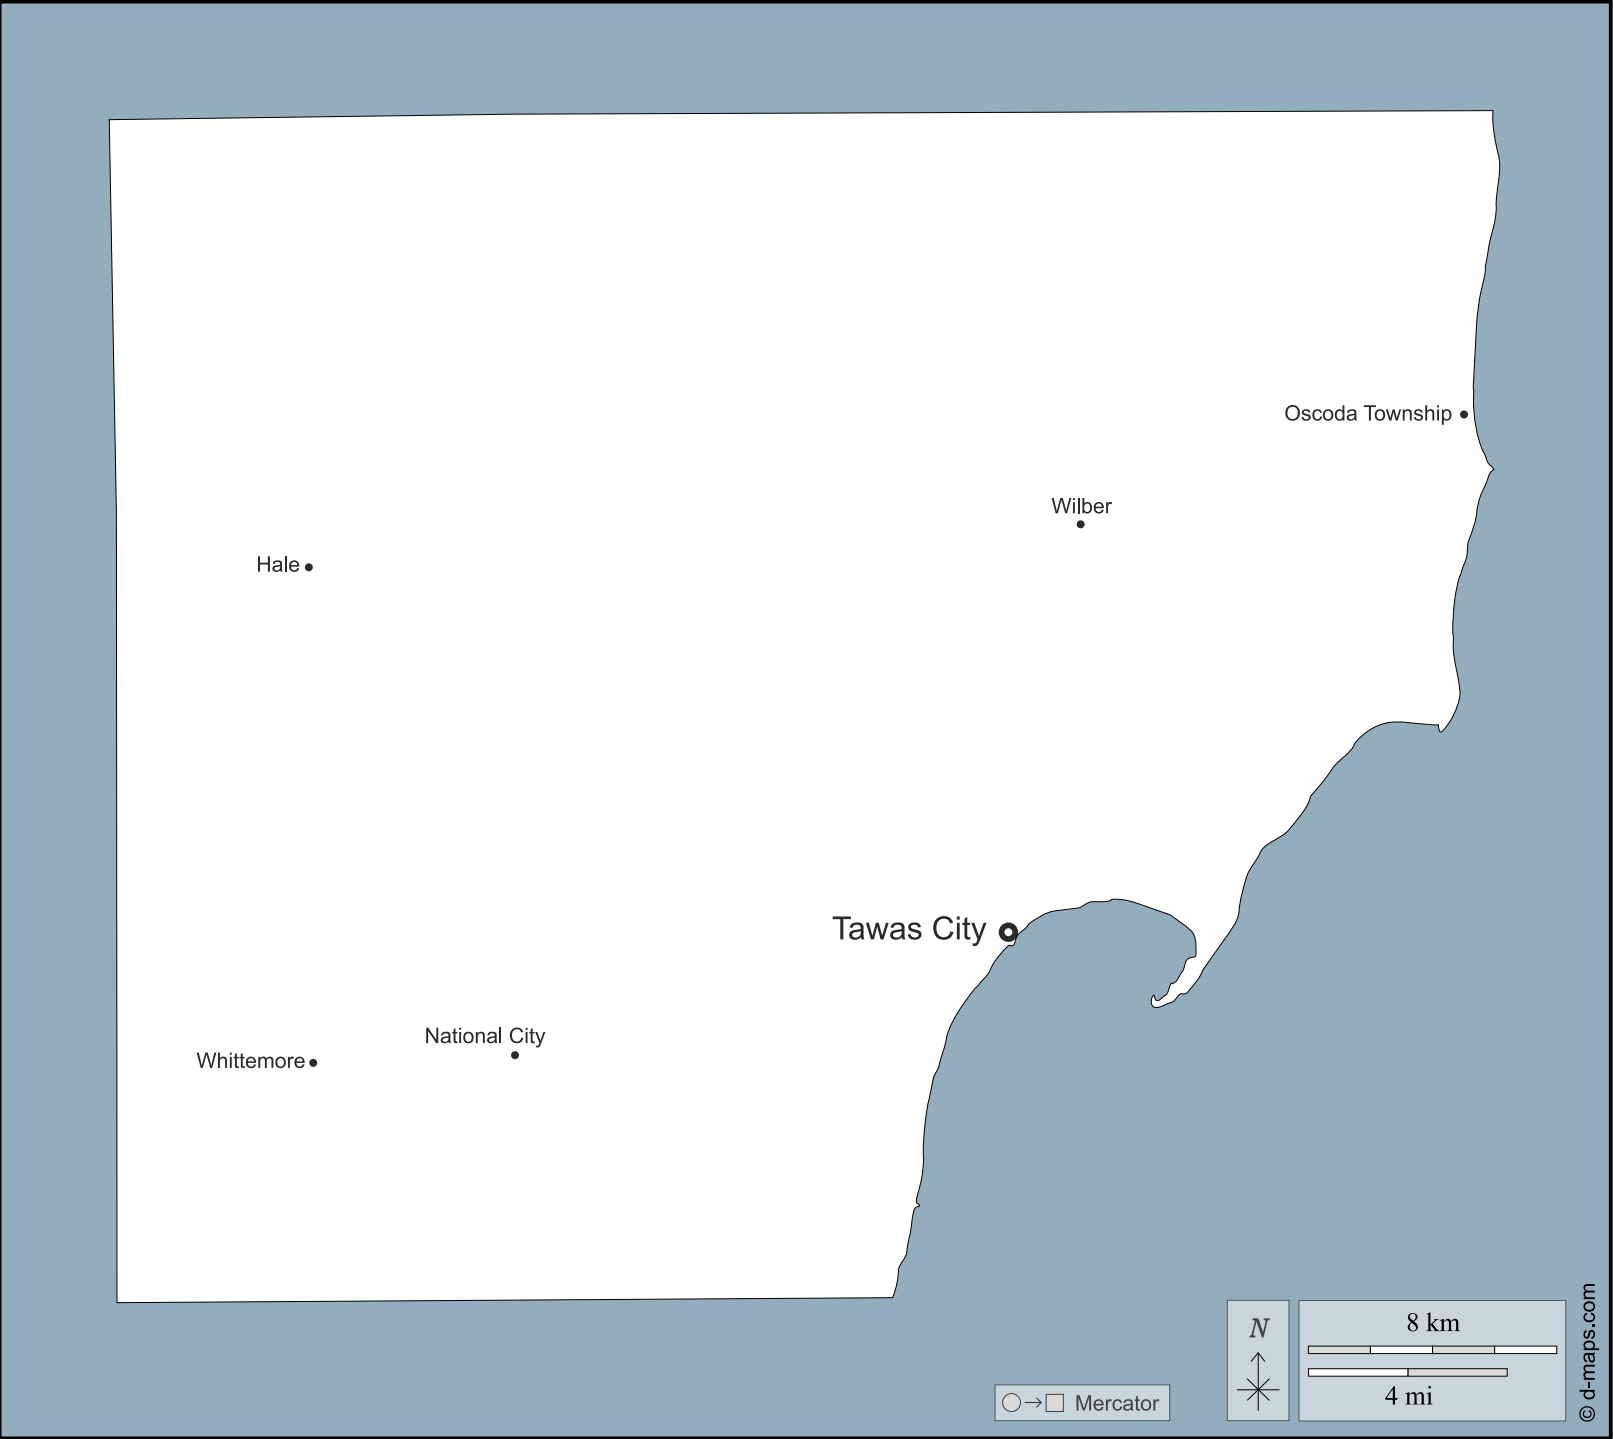 Oscoda Township
Wilber
Hale
Tawas City
National City
Whittemore
N
8 km
4 mi
Mercator
© d-maps.com